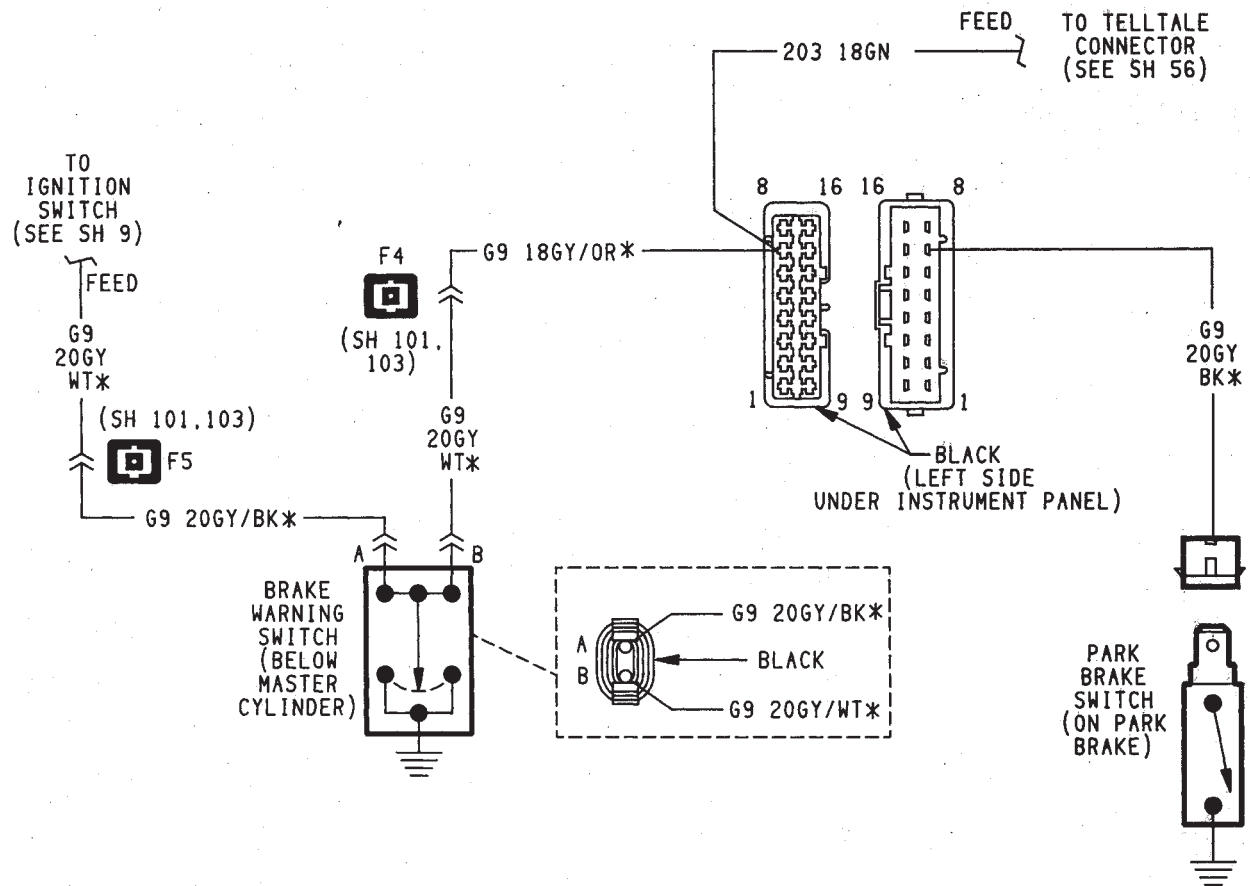 FEED
TO TELLTALE
CONNECTOR
(SEE SH 56)
203 18GN
TO
IGNITION
SWITCH
(SEE SH 9)
FEED
8
16
16
8
G9 18GY/OR*
F4
(SH 101,
103)
G9
20GY
WT*
G9
20GY
BK*
(SH 101,103)
F5
G9
20GY
WT*
1
9
9
1
BLACK
(LEFT SIDE
UNDER INSTRUMENT PANEL)
G9 20GY/BK*
A
B
BRAKE
WARNING
SWITCH
(BELOW
MASTER
CYLINDER)
G9 20GY/BK*
A
B
BLACK
G9 20GY/WT*
PARK
BRAKE
SWITCH
(ON PARK
BRAKE)